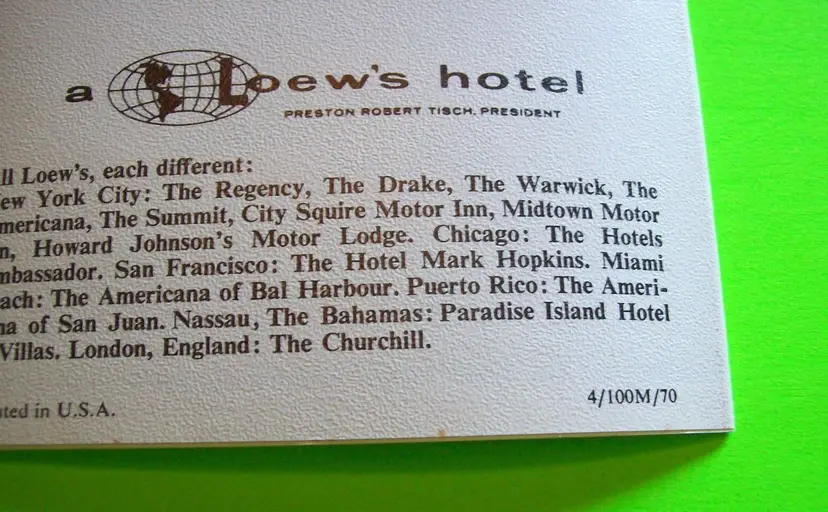 a Loew's hotel
PRESTON ROBERT TISCH, PRESIDENT
ll Loew's, each different:
ew York City: The Regency, The Drake, The Warwick, The
mericana, The Summit, City Squire Motor Inn, Midtown Motor
n, Howard Johnson's Motor Lodge. Chicago: The Hotels
mbassador. San Francisco: The Hotel Mark Hopkins. Miami
ach: The Americana of Bal Harbour. Puerto Rico: The Ameri-
na of San Juan. Nassau, The Bahamas: Paradise Island Hotel
Villas. London, England: The Churchill.
ted in U.S.A.
4/100M/70